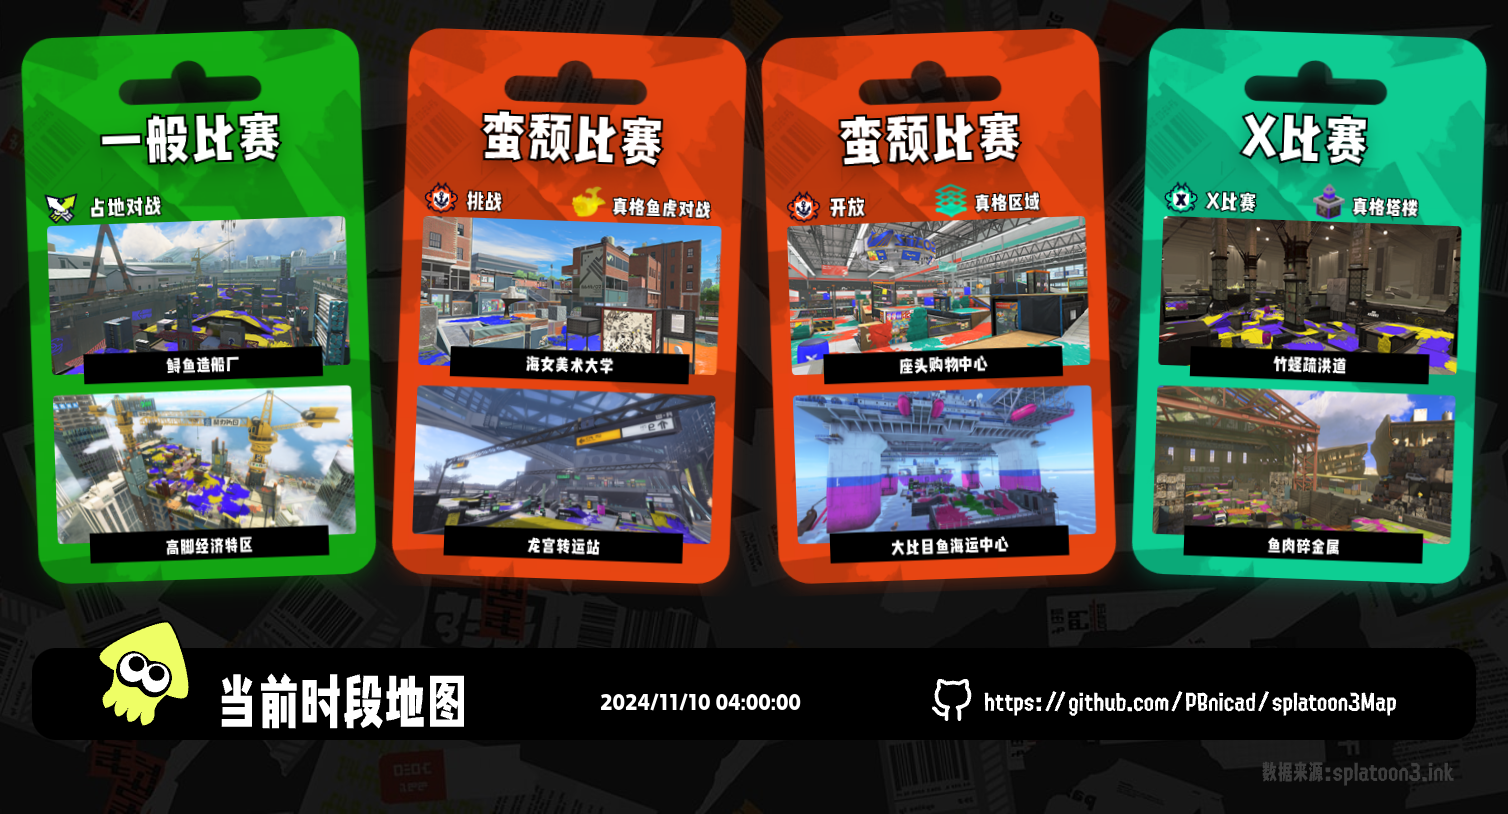 一般比赛
占地对战
鲟鱼造船厂
高脚经济特区
蛮颓比赛
挑战
真格鱼虎对战
海女美术大学
龙宫转运站
蛮颓比赛
开放
真格区域
座头购物中心
大比目鱼海运中心
X比赛
X比赛
真格塔楼
竹蛏疏洪道
鱼肉碎金属
当前时段地图
2024/11/10 04:00:00
https://github.com/PBnicad/splatoon3Map
数据来源:splatoon3.ink